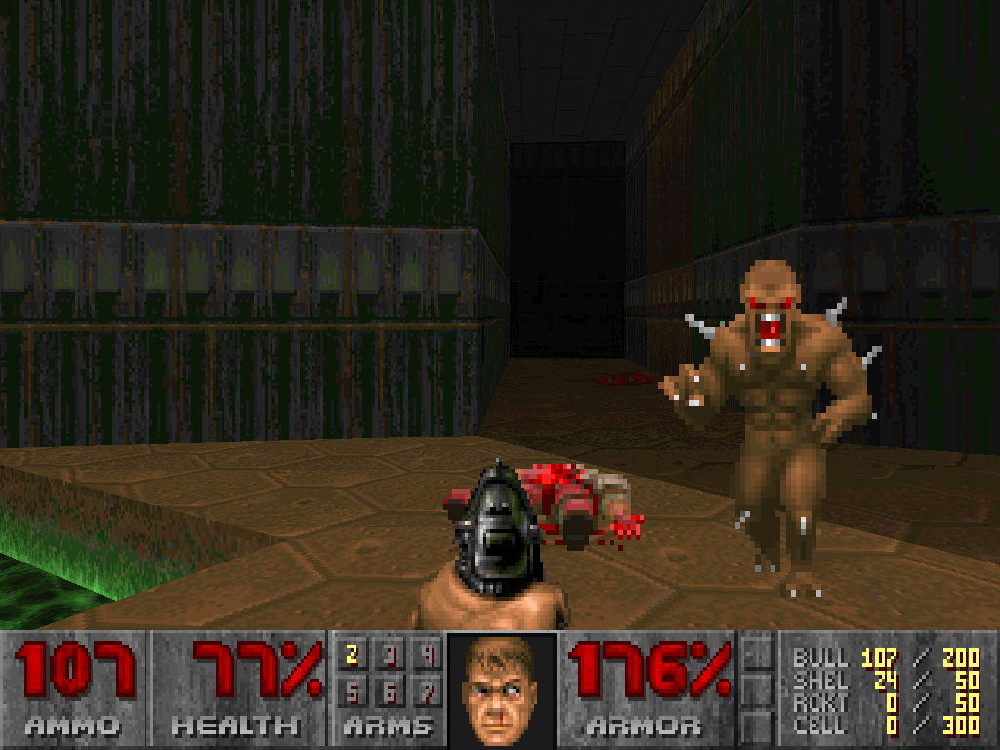 107 77% 2 3 4 176% BULL 107 / 200
SHEL 24 / 50
5 6 7 RCKT 0 / 50
AMMO HEALTH ARMS ARMOR CELL 0 / 300